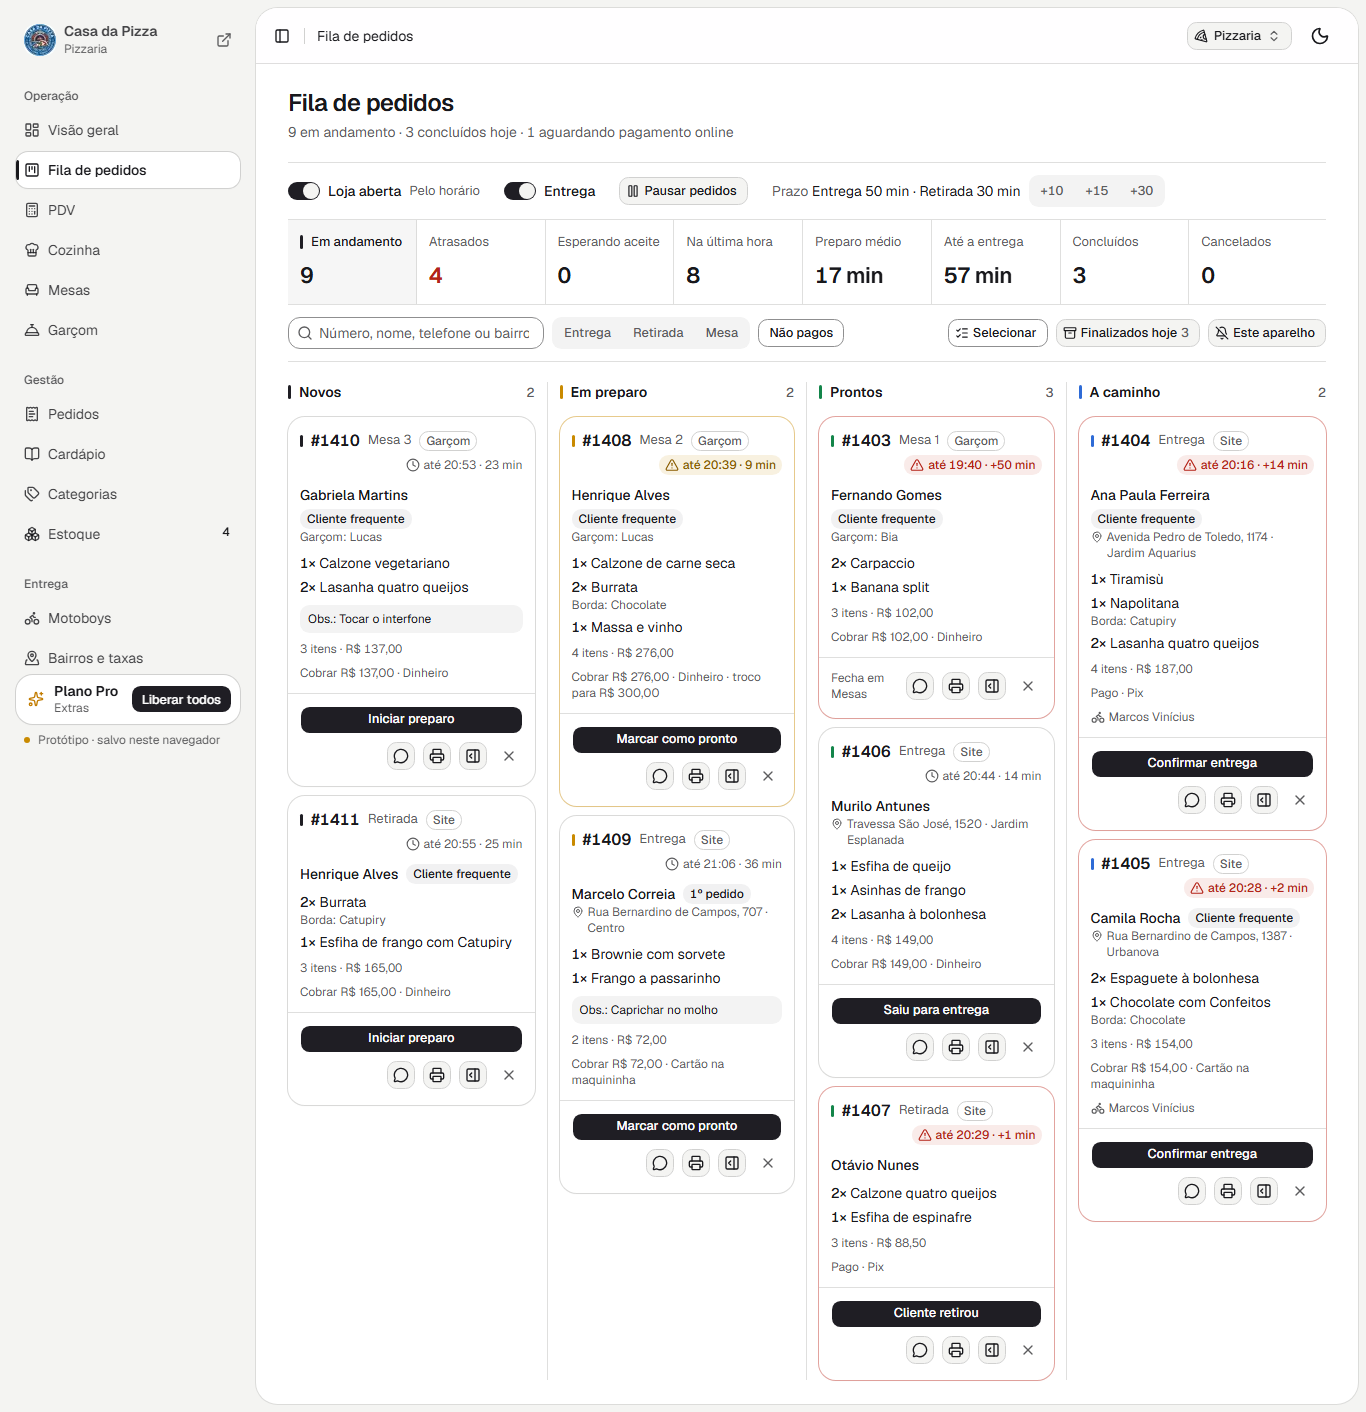 Casa da Pizza
Pizzaria
Operação
Visão geral
Fila de pedidos
PDV
Cozinha
Mesas
Garçom
Gestão
Pedidos
Cardápio
Categorias
Estoque 4
Entrega
Motoboys
Bairros e taxas
Plano Pro
Extras
Liberar todos
Protótipo · salvo neste navegador
Fila de pedidos
Pizzaria
Fila de pedidos
9 em andamento · 3 concluídos hoje · 1 aguardando pagamento online
Loja aberta Pelo horário Entrega Pausar pedidos Prazo Entrega 50 min · Retirada 30 min +10 +15 +30
Em andamento
9
Atrasados
4
Esperando aceite
0
Na última hora
8
Preparo médio
17 min
Até a entrega
57 min
Concluídos
3
Cancelados
0
Número, nome, telefone ou bairro
Entrega Retirada Mesa Não pagos Selecionar Finalizados hoje 3 Este aparelho
Novos 2
#1410 Mesa 3 Garçom
até 20:53 · 23 min
Gabriela Martins
Cliente frequente
Garçom: Lucas
1× Calzone vegetariano
2× Lasanha quatro queijos
Obs.: Tocar o interfone
3 itens · R$ 137,00
Cobrar R$ 137,00 · Dinheiro
Iniciar preparo
#1411 Retirada Site
até 20:55 · 25 min
Henrique Alves Cliente frequente
2× Burrata
Borda: Catupiry
1× Esfiha de frango com Catupiry
3 itens · R$ 165,00
Cobrar R$ 165,00 · Dinheiro
Iniciar preparo
Em preparo 2
#1408 Mesa 2 Garçom
até 20:39 · 9 min
Henrique Alves
Cliente frequente
Garçom: Lucas
1× Calzone de carne seca
2× Burrata
Borda: Chocolate
1× Massa e vinho
4 itens · R$ 276,00
Cobrar R$ 276,00 · Dinheiro · troco
para R$ 300,00
Marcar como pronto
#1409 Entrega Site
até 21:06 · 36 min
Marcelo Correia 1º pedido
Rua Bernardino de Campos, 707 ·
Centro
1× Brownie com sorvete
1× Frango a passarinho
Obs.: Caprichar no molho
2 itens · R$ 72,00
Cobrar R$ 72,00 · Cartão na
maquininha
Marcar como pronto
Prontos 3
#1403 Mesa 1 Garçom
até 19:40 · +50 min
Fernando Gomes
Cliente frequente
Garçom: Bia
2× Carpaccio
1× Banana split
3 itens · R$ 102,00
Cobrar R$ 102,00 · Dinheiro
Fecha em
Mesas
#1406 Entrega Site
até 20:44 · 14 min
Murilo Antunes
Travessa São José, 1520 · Jardim
Esplanada
1× Esfiha de queijo
1× Asinhas de frango
2× Lasanha à bolonhesa
4 itens · R$ 149,00
Cobrar R$ 149,00 · Dinheiro
Saiu para entrega
#1407 Retirada Site
até 20:29 · +1 min
Otávio Nunes
2× Calzone quatro queijos
1× Esfiha de espinafre
3 itens · R$ 88,50
Pago · Pix
Cliente retirou
A caminho 2
#1404 Entrega Site
até 20:16 · +14 min
Ana Paula Ferreira
Cliente frequente
Avenida Pedro de Toledo, 1174 ·
Jardim Aquarius
1× Tiramisù
1× Napolitana
Borda: Catupiry
2× Lasanha quatro queijos
4 itens · R$ 187,00
Pago · Pix
Marcos Vinícius
Confirmar entrega
#1405 Entrega Site
até 20:28 · +2 min
Camila Rocha Cliente frequente
Rua Bernardino de Campos, 1387 ·
Urbanova
2× Espaguete à bolonhesa
1× Chocolate com Confeitos
Borda: Chocolate
3 itens · R$ 154,00
Cobrar R$ 154,00 · Cartão na
maquininha
Marcos Vinícius
Confirmar entrega